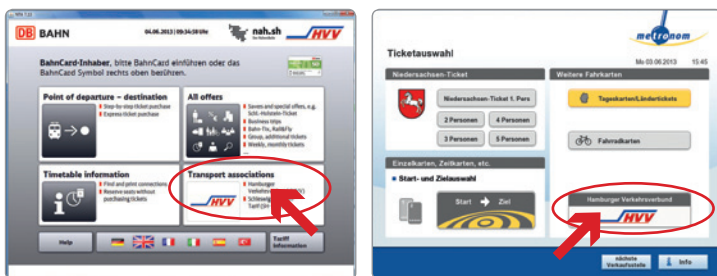 DB BAHN
04.06.2013 | 09:34:50 Uhr
nah.sh
HVV
BahnCard-Inhaber, bitte BahnCard einführen oder das
BahnCard Symbol rechts oben berühren.
Point of departure – destination
Step-by-step ticket purchase
Express ticket purchase
All offers
Savers and special offers, e.g.
Schl.-Holstein-Ticket
Business trips
Bahn-Tix, Rail&Fly
Group, additional tickets
Weekly, monthly tickets
...
Timetable information
Find and print connections
Reserve seats without
purchasing tickets
Transport associations
HVV
Hamburger
Schleswig
Tarif
Help
Tariff
Information
metronom
Ticketauswahl
Mo 03.06.2013 15:45
Niedersachsen-Ticket
Niedersachsen-Ticket 1. Pers
2 Personen
4 Personen
3 Personen
5 Personen
Weitere Fahrkarten
Tageskarten/Ländertickets
Fahrradkarten
Einzelkarten, Zeitkarten, etc.
Start- und Zielauswahl
Start
Ziel
Hamburger Verkehrsverbund
HVV
nächste
Verkaufsstelle
Info